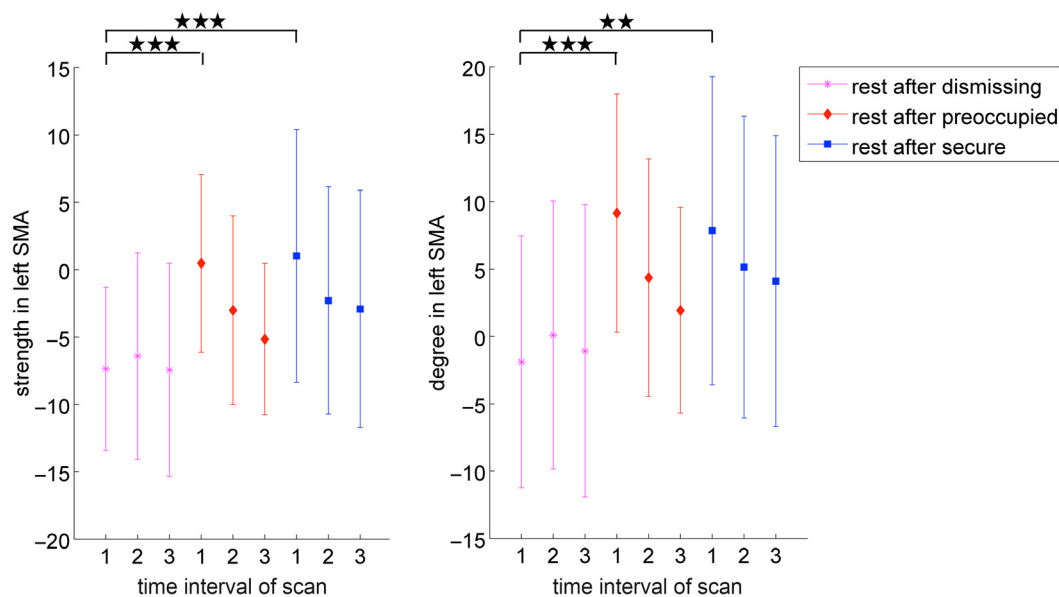 ★★★
★★★
15
10
5
0
−5
−10
−15
−20
strength in left SMA
1 2 3 1 2 3 1 2 3
time interval of scan
★★
★★★
20
15
10
5
0
−5
−10
−15
degree in left SMA
1 2 3 1 2 3 1 2 3
time interval of scan
rest after dismissing
rest after preoccupied
rest after secure